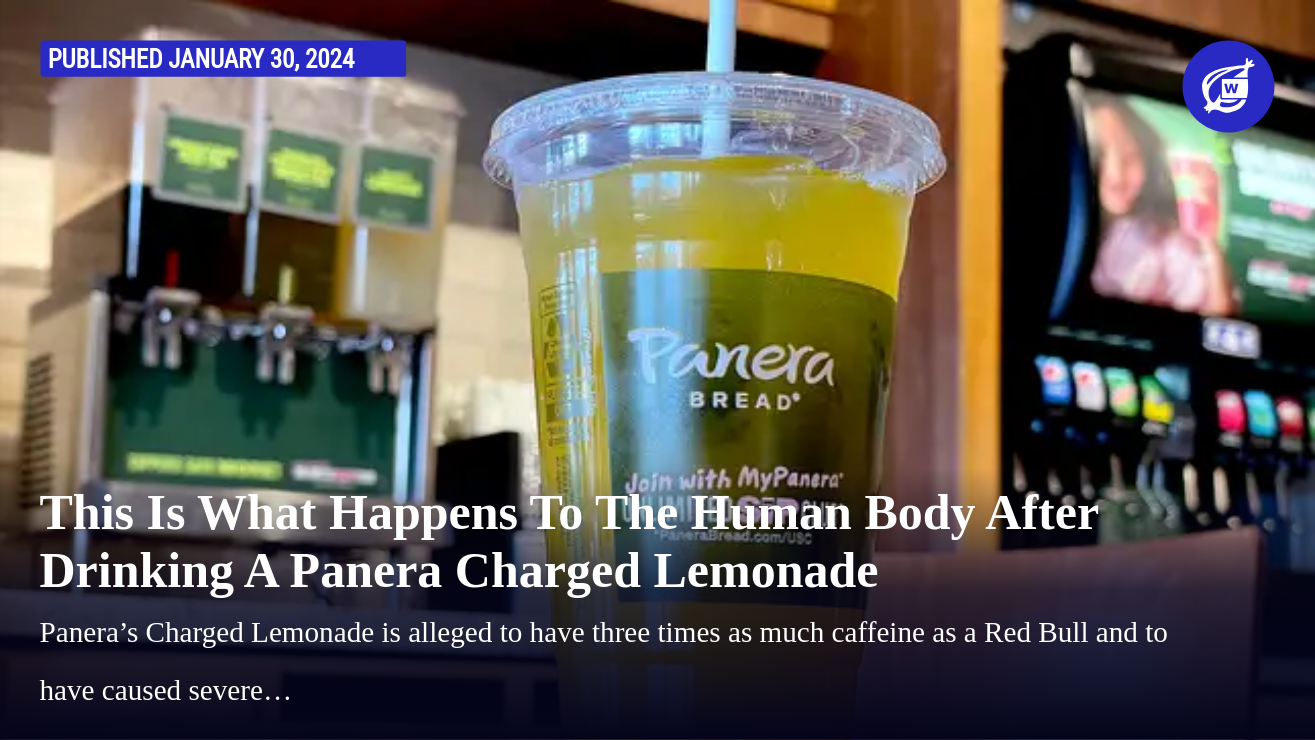 PUBLISHED JANUARY 30, 2024
W
Panera
BREAD
Join with MyPanera
PaneraBread.com/USC
This Is What Happens To The Human Body After
Drinking A Panera Charged Lemonade
Panera’s Charged Lemonade is alleged to have three times as much caffeine as a Red Bull and to
have caused severe…